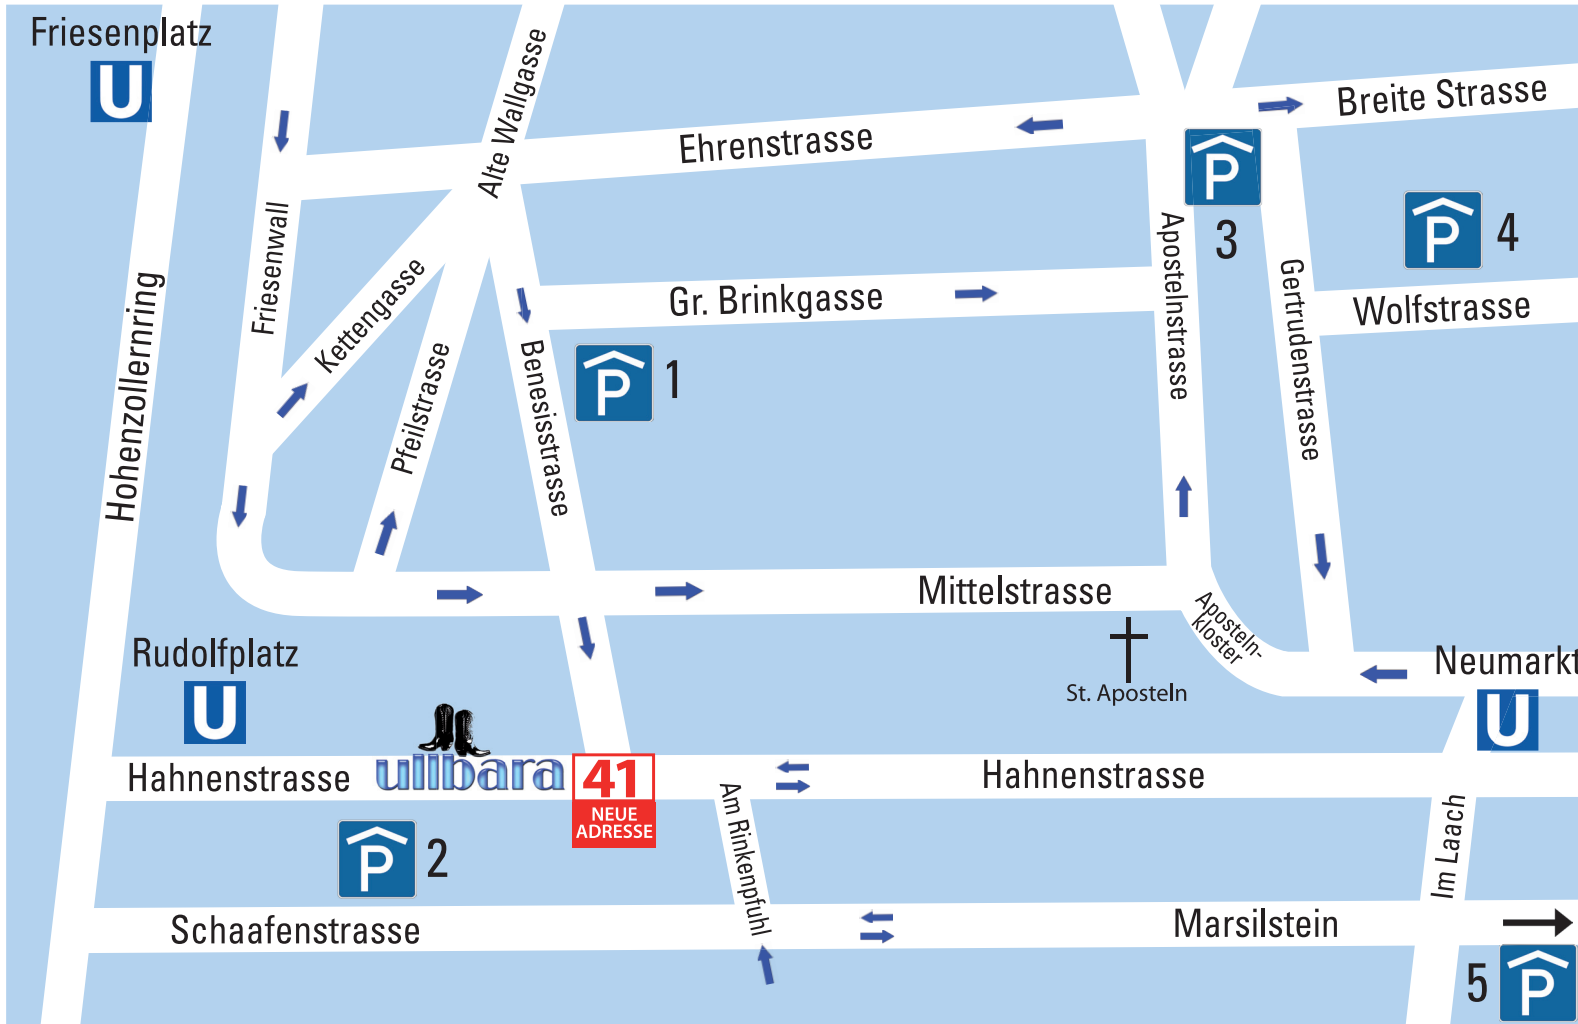 Friesenplatz
U
Alte Wallgasse
Breite Strasse
Ehrenstrasse
P
3
P
4
Friesenwall
Apostelnstrasse
Gertrudenstrasse
Hohenzollernring
Kettengasse
Gr. Brinkgasse
Wolfstrasse
Pfeilstrasse
Benesisstrasse
P
1
Mittelstrasse
Aposteln-
kloster
Rudolfplatz
U
St. Aposteln
Neumarkt
U
Hahnenstrasse
ullbara
41
NEUE
ADRESSE
Hahnenstrasse
Am Rinkenpfuhl
Im Laach
P
2
Schaafenstrasse
Marsilstein
5
P